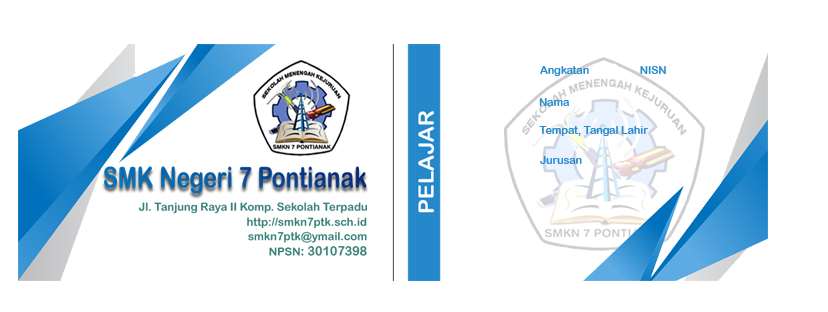 SEKOLAH MENENGAH KEJURUAN
SMKN 7 PONTIANAK
SMK Negeri 7 Pontianak
Jl. Tanjung Raya II Komp. Sekolah Terpadu
http://smkn7ptk.sch.id
smkn7ptk@ymail.com
NPSN: 30107398
PELAJAR
SEKOLAH MENENGAH KEJURUAN
Angkatan NISN
Nama
Tempat, Tangal Lahir
Jurusan
SMKN 7 PONTIANAK